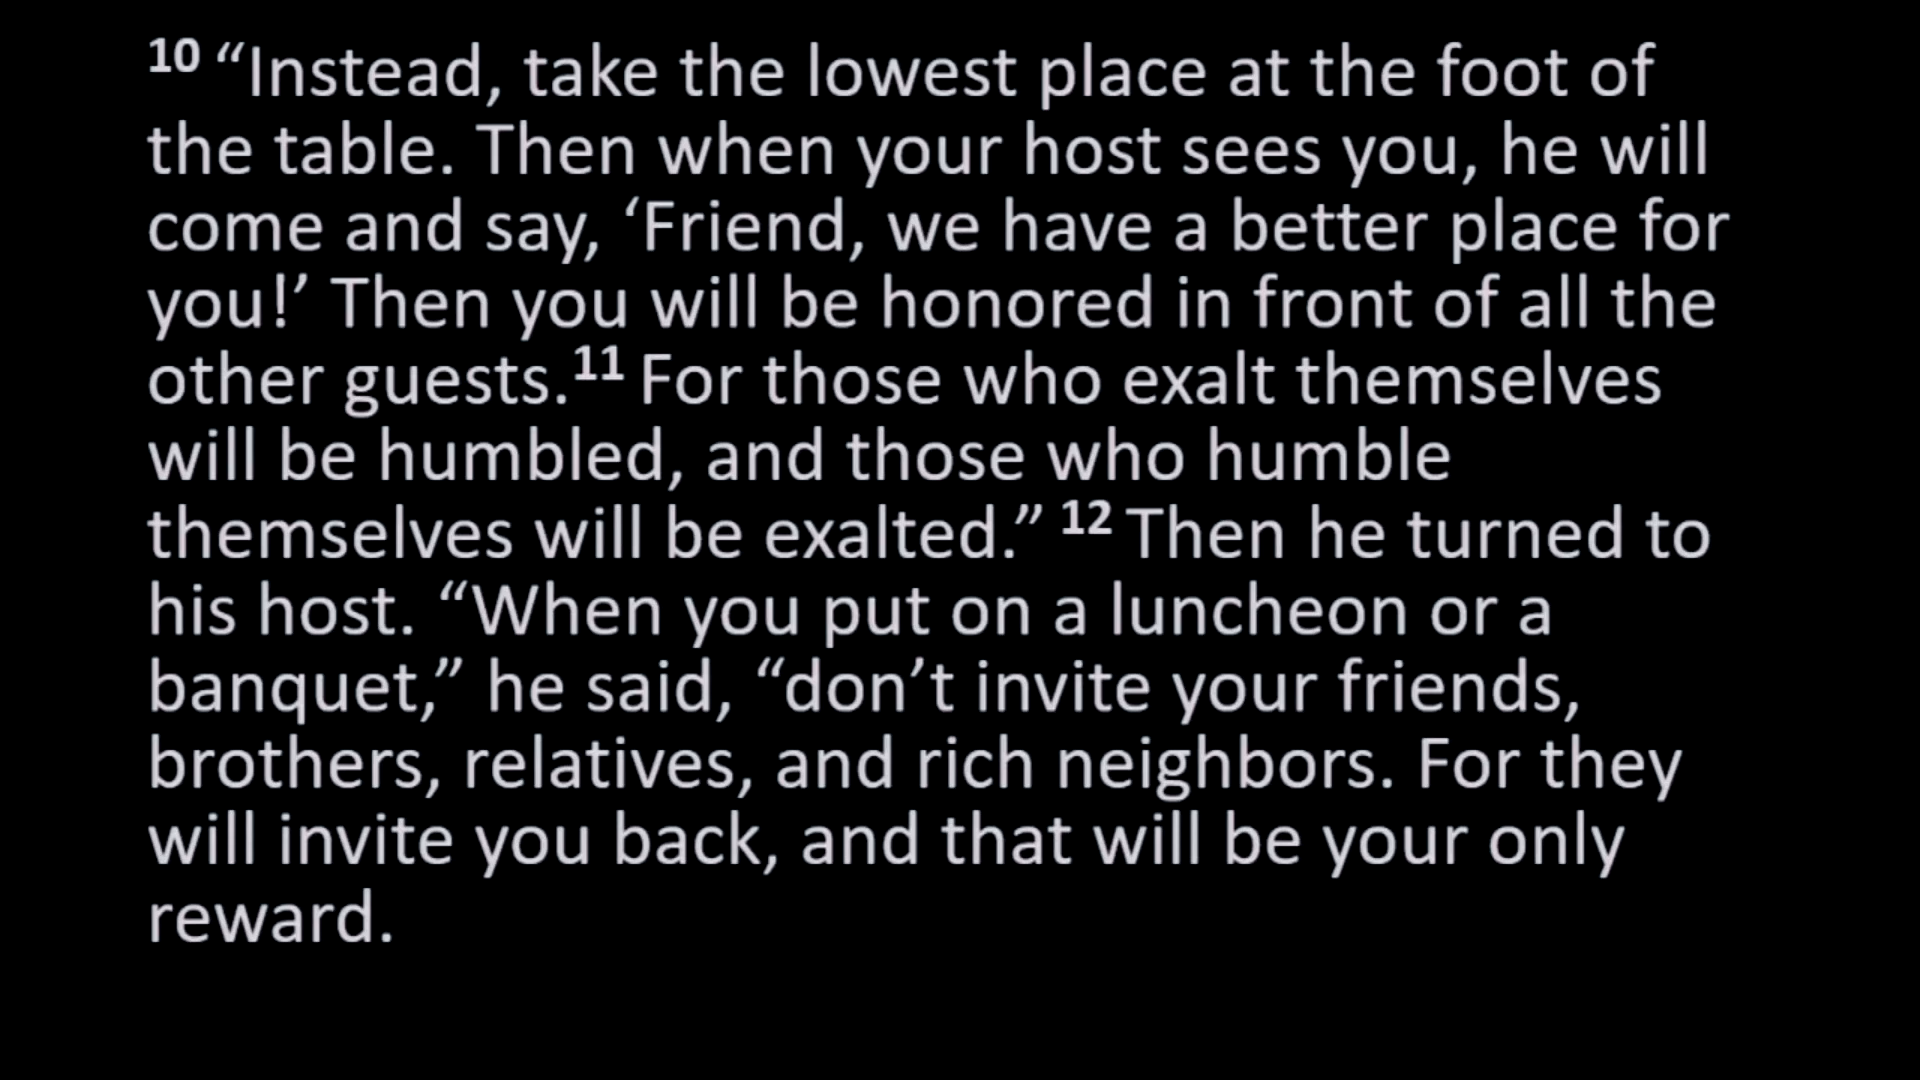 10 “Instead, take the lowest place at the foot of
the table. Then when your host sees you, he will
come and say, ‘Friend, we have a better place for
you!’ Then you will be honored in front of all the
other guests.11 For those who exalt themselves
will be humbled, and those who humble
themselves will be exalted.” 12 Then he turned to
his host. “When you put on a luncheon or a
banquet,” he said, “don’t invite your friends,
brothers, relatives, and rich neighbors. For they
will invite you back, and that will be your only
reward.